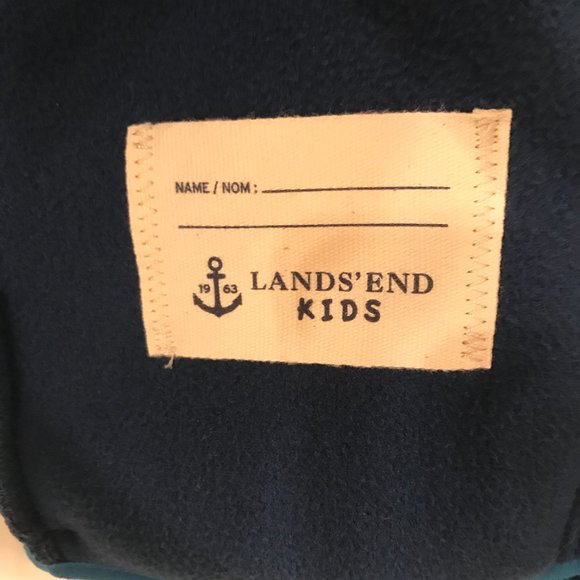 NAME / NOM :
19 63
LANDS' END
KIDS